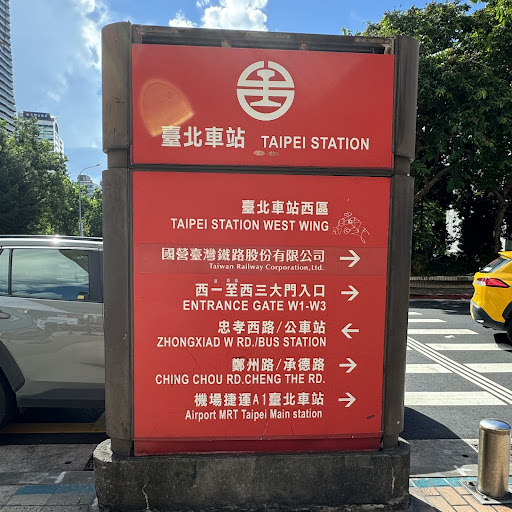 臺北車站 TAIPEI STATION
臺北車站西區
TAIPEI STATION WEST WING
國營臺灣鐵路股份有限公司 →
Taiwan Railway Corporation,Ltd.
西一至西三大門入口 →
ENTRANCE GATE W1-W3
忠孝西路/公車站 ←
ZHONGXIAD W RD./BUS STATION
鄭州路/承德路 →
CHING CHOU RD.CHENG THE RD.
機場捷運A1臺北車站 →
Airport MRT Taipei Main station